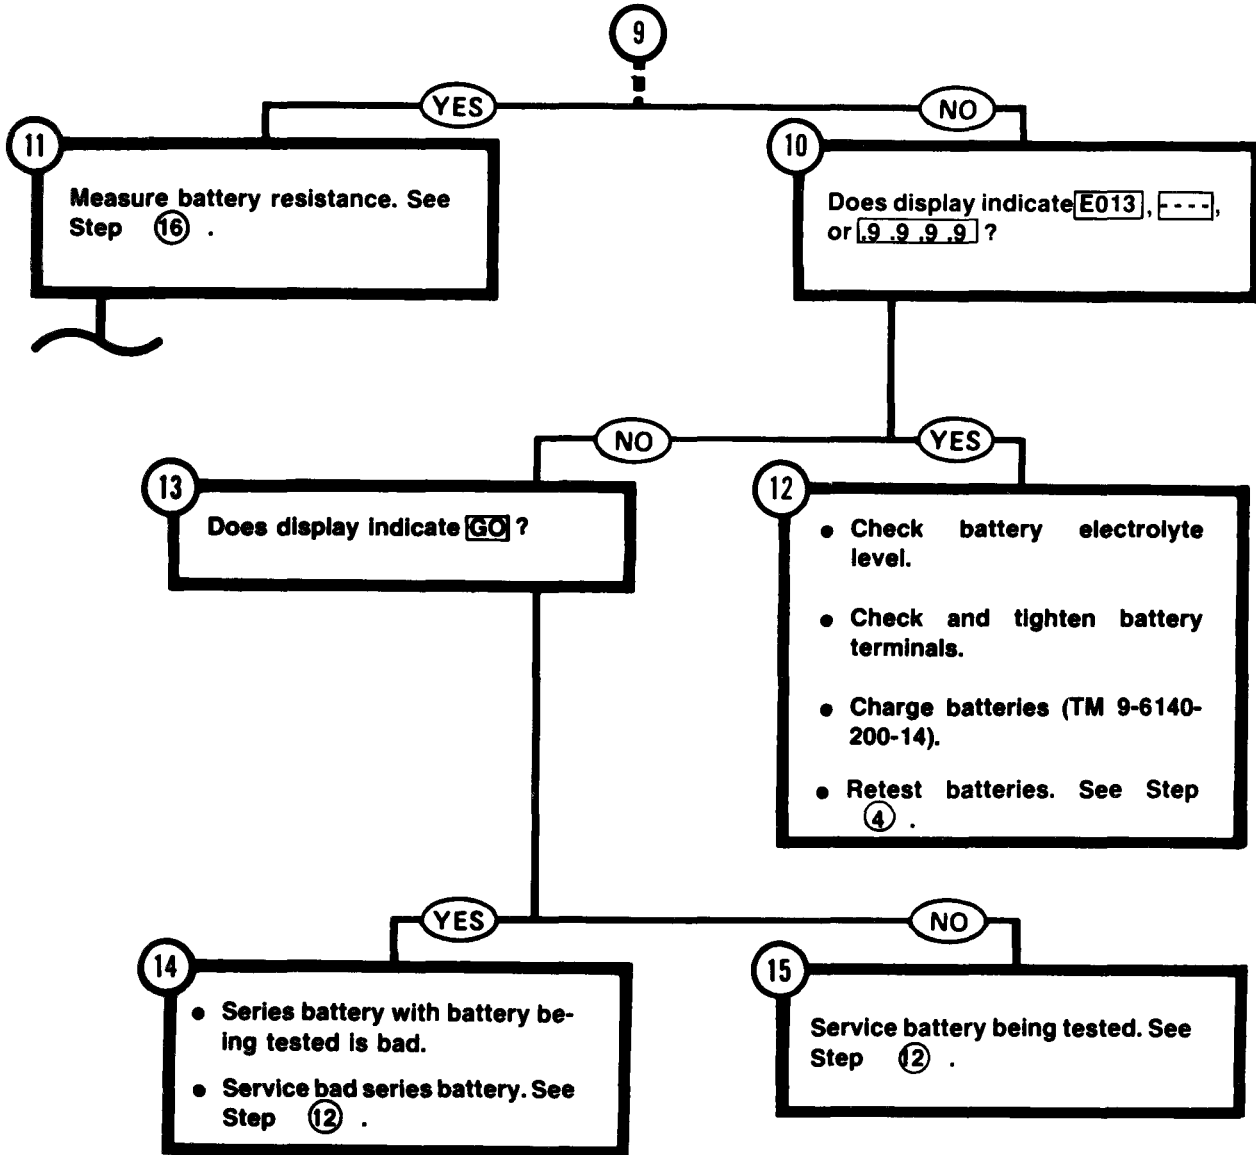 9
YES
NO
11
Measure battery resistance. See
Step 16 .
10
Does display indicate E013 , ---- ,
or .9 .9 .9 .9 ?
NO
YES
13
Does display indicate GO ?
12
• Check battery electrolyte
level.
• Check and tighten battery
terminals.
• Charge batteries (TM 9-6140-
200-14).
• Retest batteries. See Step
4 .
YES
NO
14
• Series battery with battery be-
ing tested is bad.
• Service bad series battery. See
Step 12 .
15
Service battery being tested. See
Step 12 .